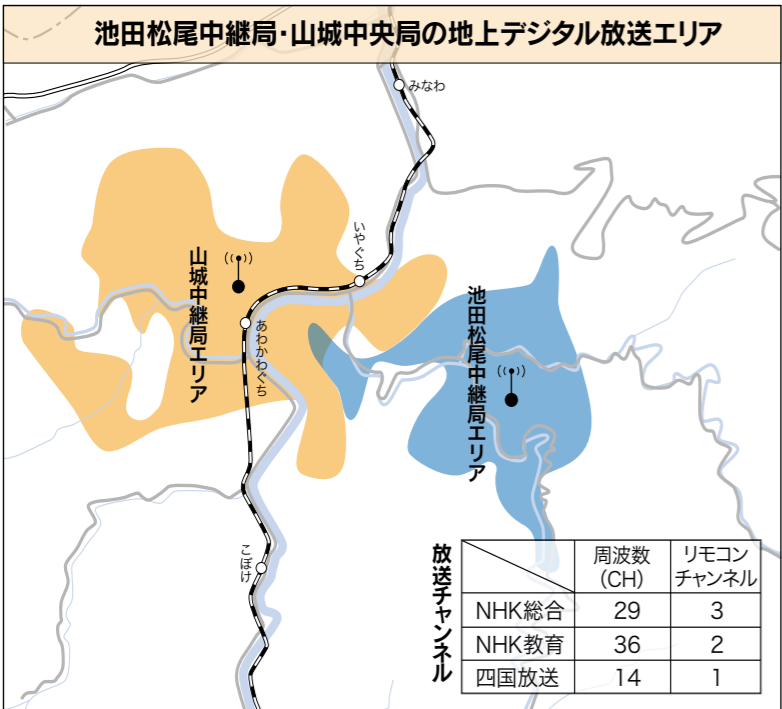 池田松尾中継局・山城中央局の地上デジタル放送エリア
みなわ
いやぐち
山城中継局エリア
あわかわぐち
池田松尾中継局エリア
こぼけ
放送チャンネル
周波数
(CH)
リモコン
チャンネル
NHK総合 29 3
NHK教育 36 2
四国放送 14 1